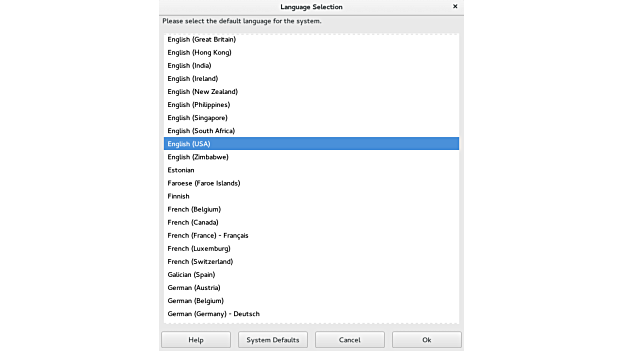 Language Selection ×
Please select the default language for the system.
English (Great Britain)
English (Hong Kong)
English (India)
English (Ireland)
English (New Zealand)
English (Philippines)
English (Singapore)
English (South Africa)
English (USA)
English (Zimbabwe)
Estonian
Faroese (Faroe Islands)
Finnish
French (Belgium)
French (Canada)
French (France) - Français
French (Luxemburg)
French (Switzerland)
Galician (Spain)
German (Austria)
German (Belgium)
German (Germany) - Deutsch
Help System Defaults Cancel Ok